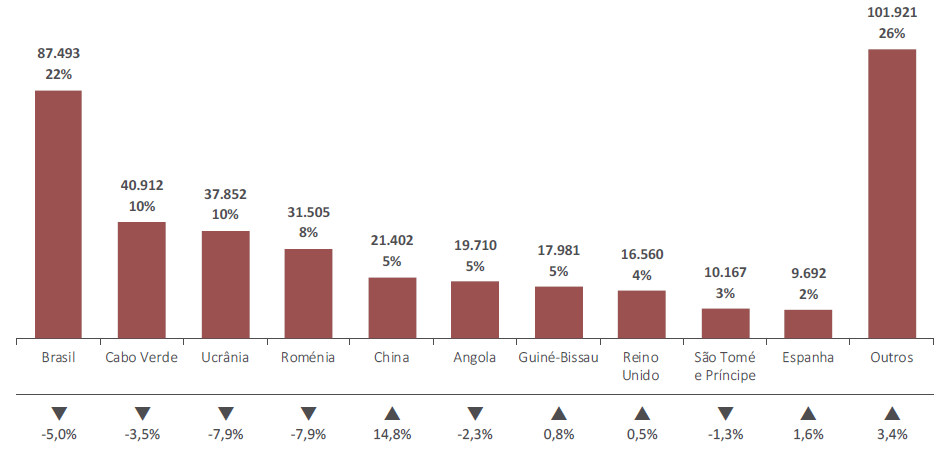 101.921
26%
87.493
22%
40.912
10%
37.852
10%
31.505
8%
21.402
5%
19.710
5%
17.981
5%
16.560
4%
10.167
3%
9.692
2%
Brasil
Cabo Verde
Ucrânia
Roménia
China
Angola
Guiné-Bissau
Reino
Unido
São Tomé
e Príncipe
Espanha
Outros
-5,0%
-3,5%
-7,9%
-7,9%
14,8%
-2,3%
0,8%
0,5%
-1,3%
1,6%
3,4%